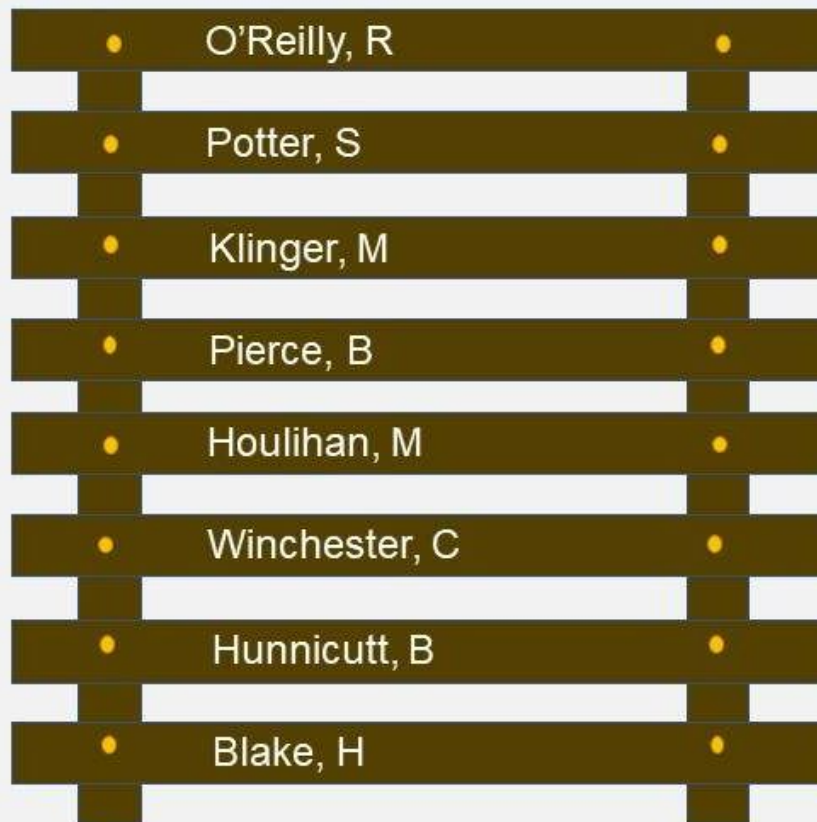 O’Reilly, R
Potter, S
Klinger, M
Pierce, B
Houlihan, M
Winchester, C
Hunnicutt, B
Blake, H